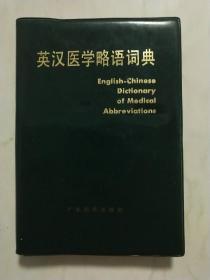 英汉医学略语词典
English-Chinese
Dictionary
of Medical
Abbreviations